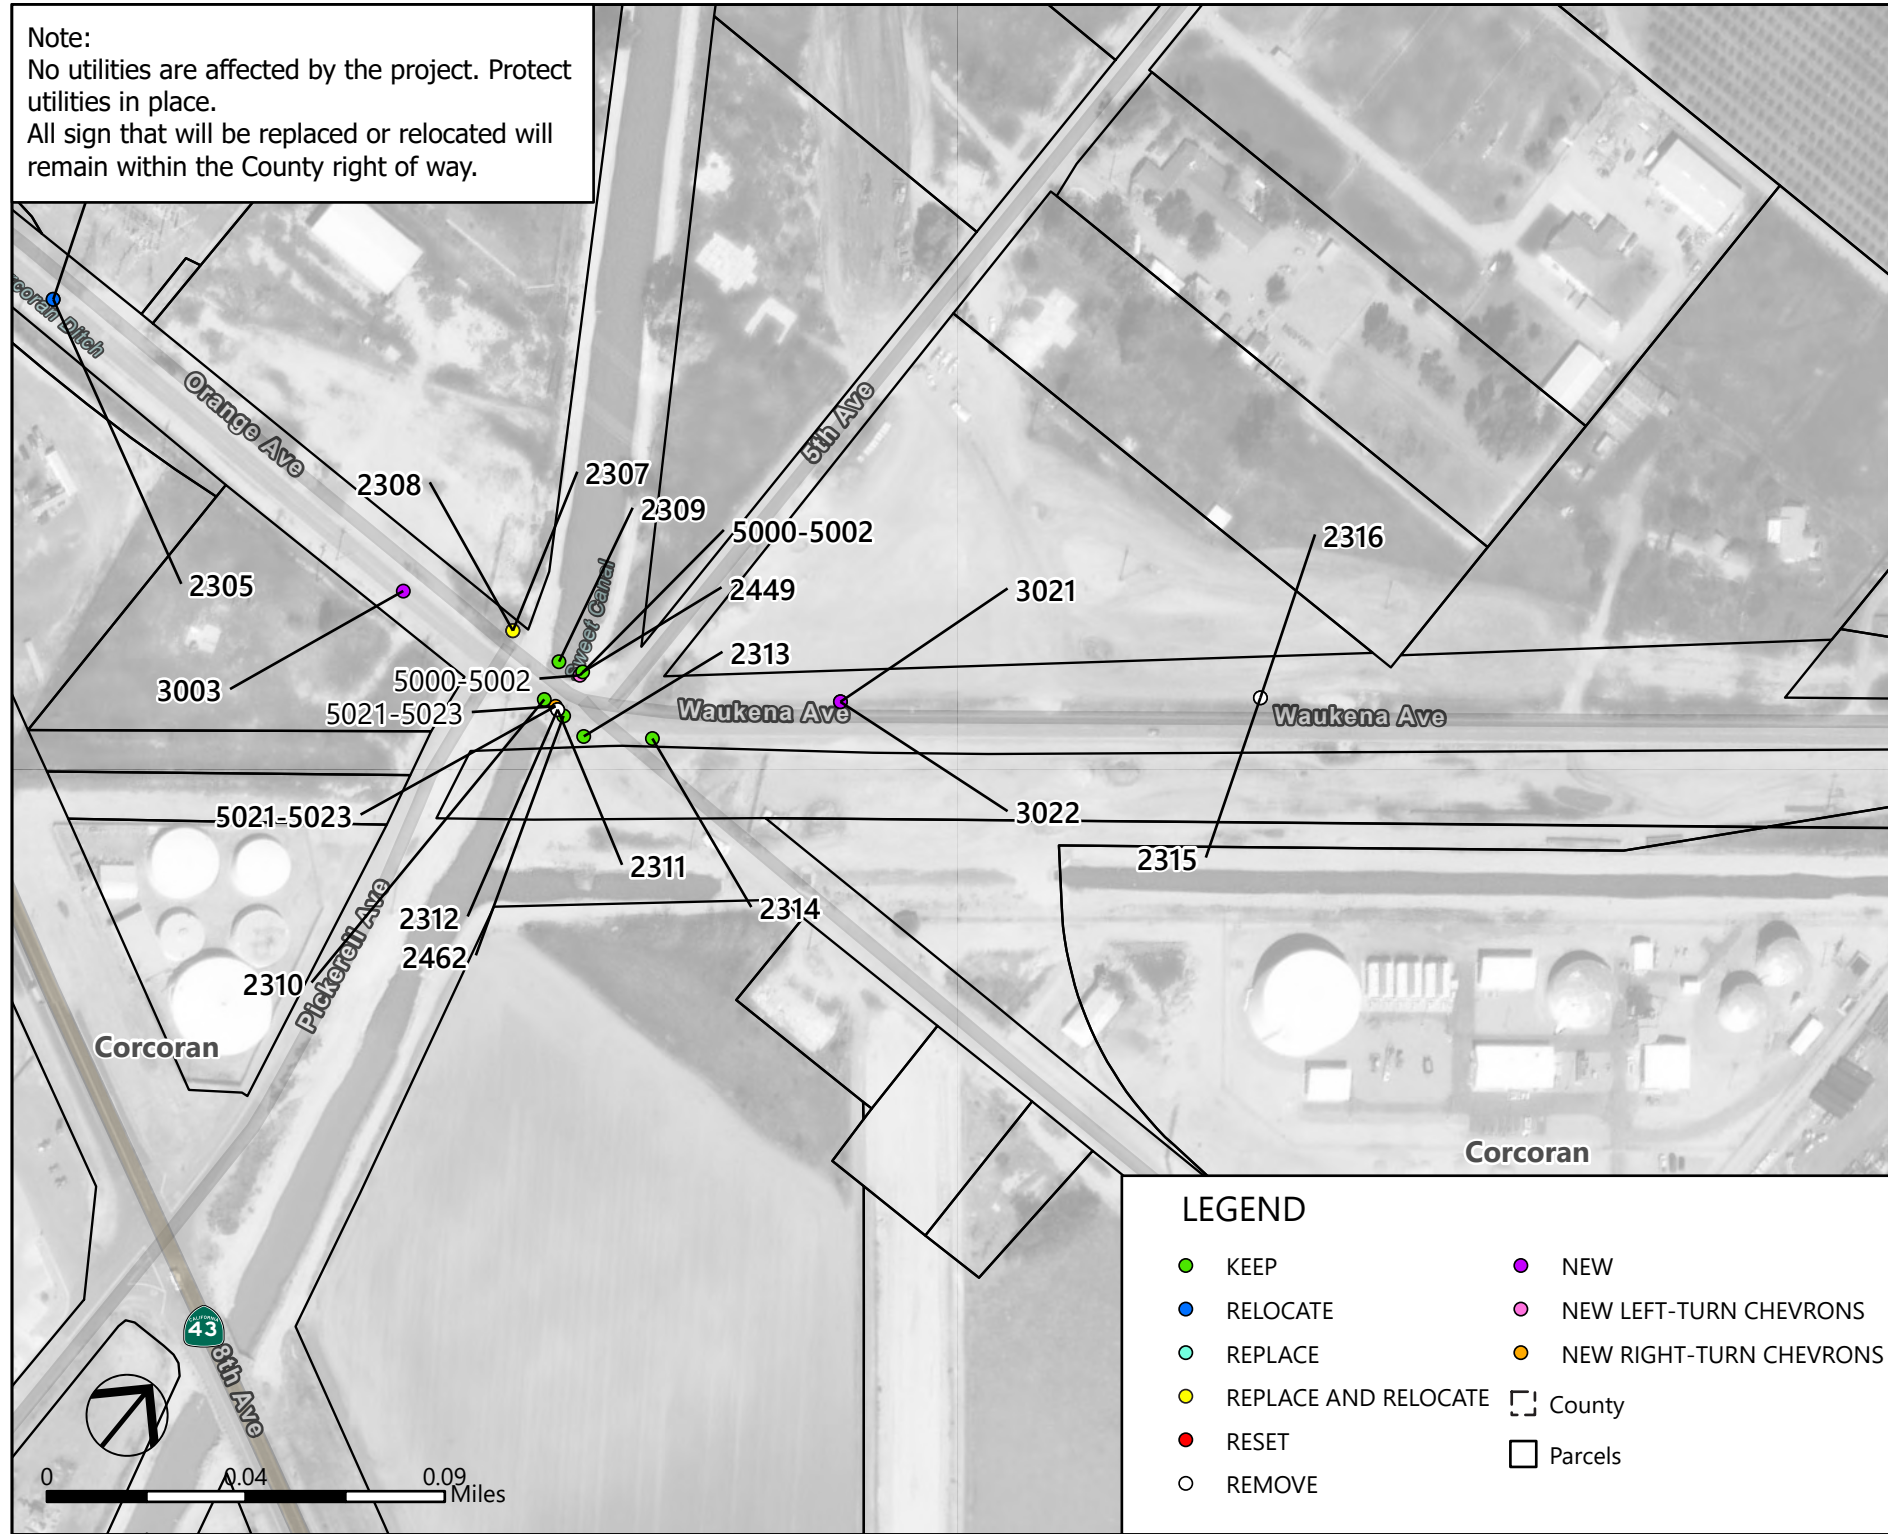 Note:
No utilities are affected by the project. Protect
utilities in place.
All sign that will be replaced or relocated will
remain within the County right of way.
Ditch
Orange Ave
5th Ave
2308
2307
2309
5000-5002
2316
2305
2449
3021
Sweet Canal
2313
3003
5000-5002
5021-5023
Waukena Ave
Waukena Ave
5021-5023
3022
2311
2315
2312
2314
2462
2310
Pickerell Ave
Corcoran
Corcoran
CALIFORNIA
43
8th Ave
0
0.04
0.09
Miles
LEGEND
KEEP
RELOCATE
REPLACE
REPLACE AND RELOCATE
RESET
REMOVE
NEW
NEW LEFT-TURN CHEVRONS
NEW RIGHT-TURN CHEVRONS
County
Parcels